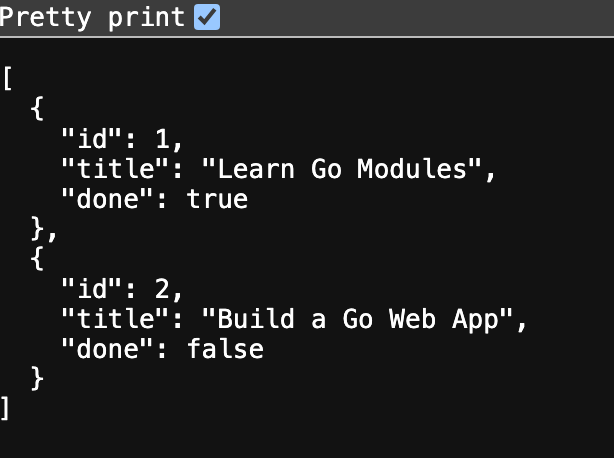 Pretty print
[
  {
    "id": 1,
    "title": "Learn Go Modules",
    "done": true
  },
  {
    "id": 2,
    "title": "Build a Go Web App",
    "done": false
  }
]